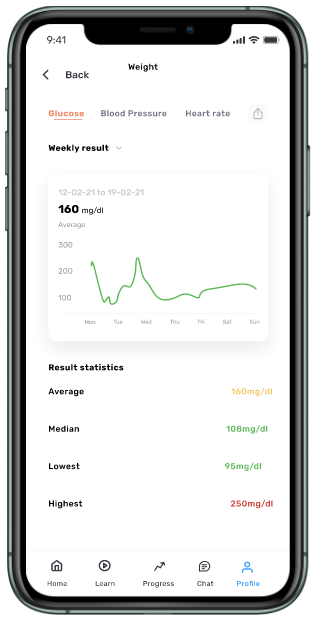 9:41
Weight
Back
Glucose Blood Pressure Heart rate
Weekly result
12-02-21 to 19-02-21
160 mg/dl
Average
300
200
100
Mon Tue Wed Thu Fri Sat Sun
Result statistics
Average 160mg/dl
Median 108mg/dl
Lowest 95mg/dl
Highest 250mg/dl
Home Learn Progress Chat Profile